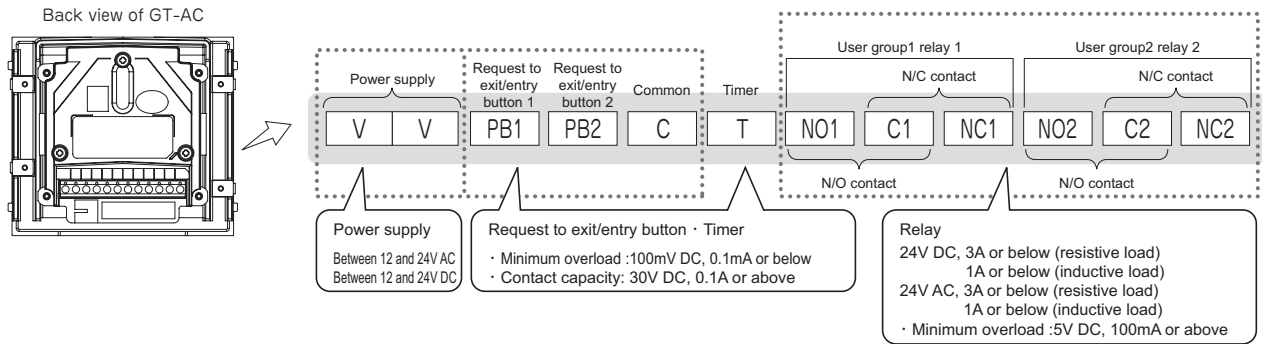 Back view of GT-AC
User group1 relay 1
User group2 relay 2
Power supply
Request to
exit/entry
button 1
Request to
exit/entry
button 2
Common
Timer
N/C contact
N/C contact
V
V
PB1
PB2
C
T
NO1
C1
NC1
NO2
C2
NC2
N/O contact
N/O contact
Power supply
Between 12 and 24V AC
Between 12 and 24V DC
Request to exit/entry button · Timer
· Minimum overload :100mV DC, 0.1mA or below
· Contact capacity: 30V DC, 0.1A or above
Relay
24V DC, 3A or below (resistive load)
1A or below (inductive load)
24V AC, 3A or below (resistive load)
1A or below (inductive load)
· Minimum overload :5V DC, 100mA or above